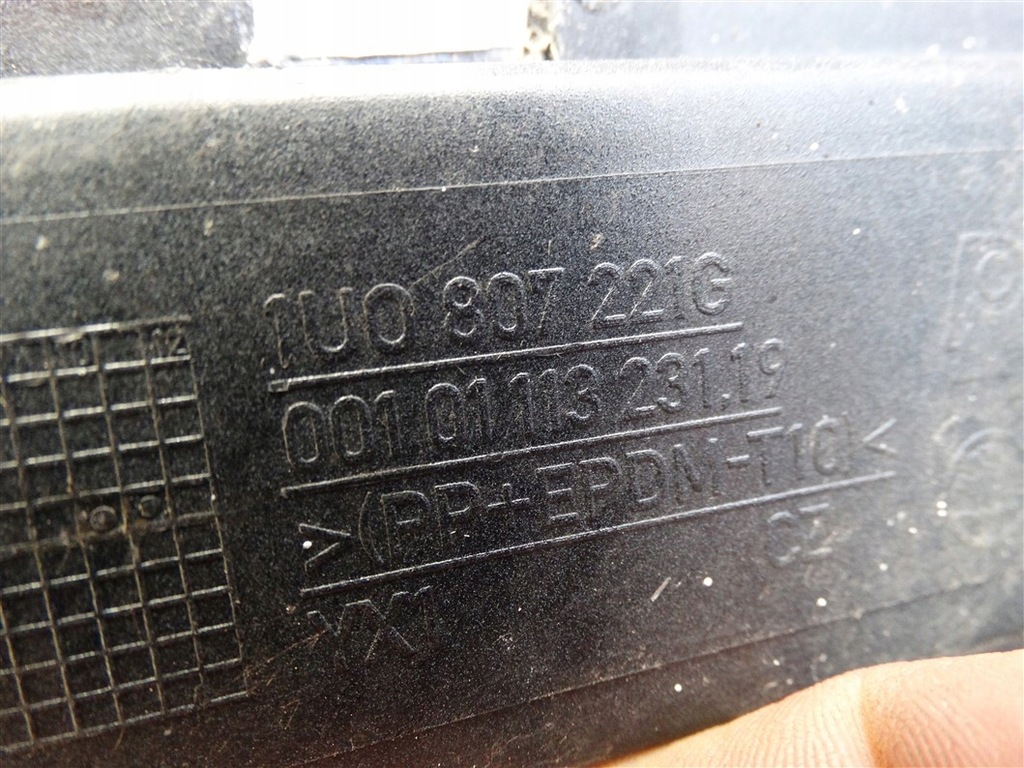 1U0 807 221G
001.01.113 231.19
>(PP+EPDM-T10)<
CZ